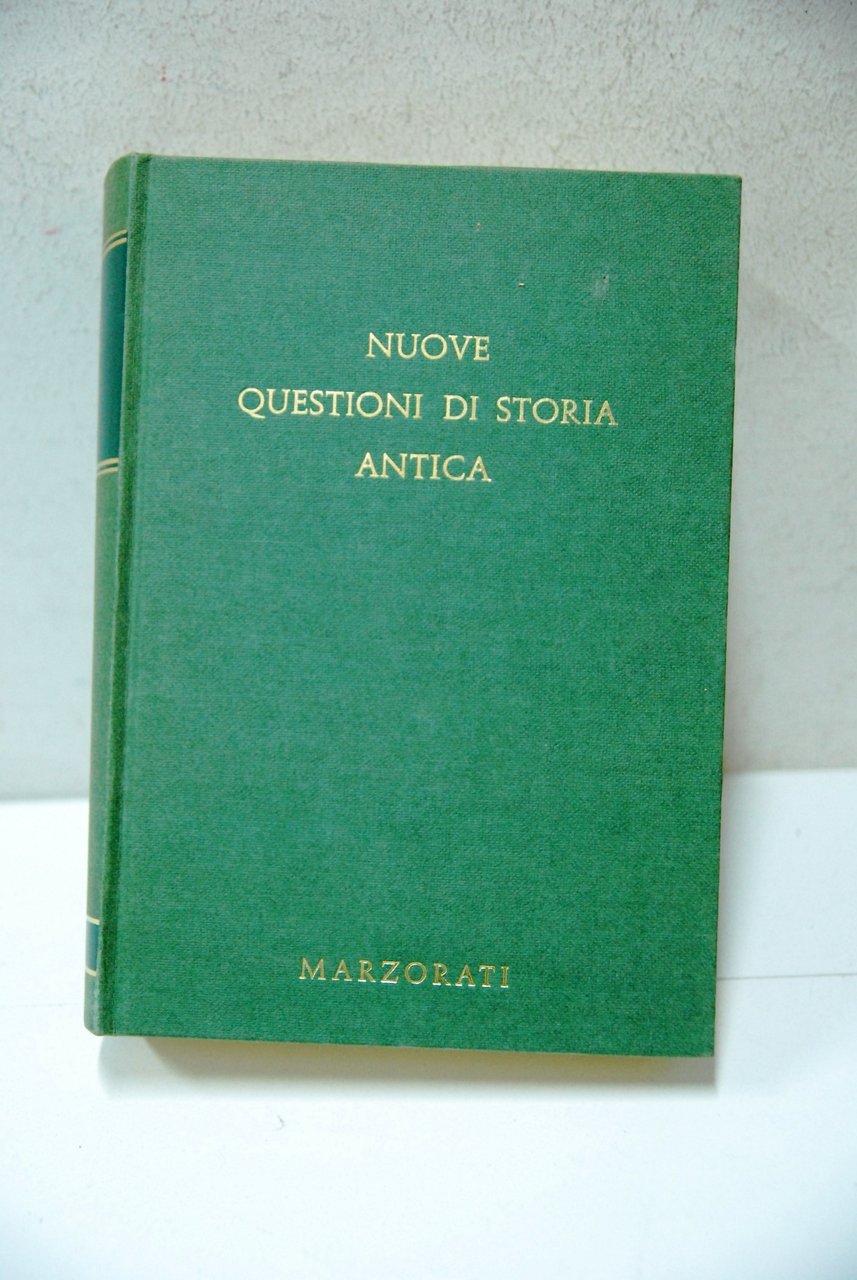 NUOVE
QUESTIONI DI STORIA
ANTICA
MARZORATI